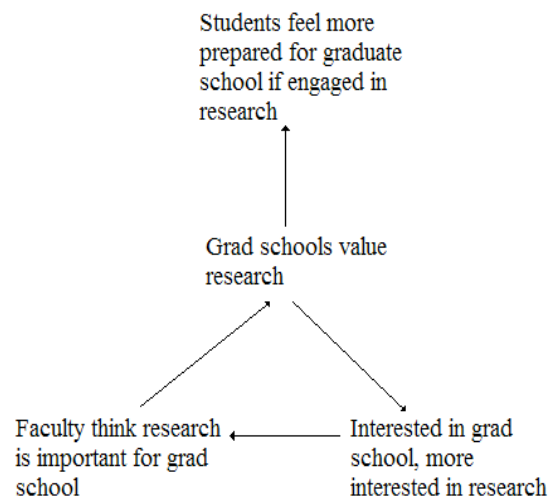 Students feel more
prepared for graduate
school if engaged in
research
Grad schools value
research
Faculty think research
is important for grad
school
Interested in grad
school, more
interested in research